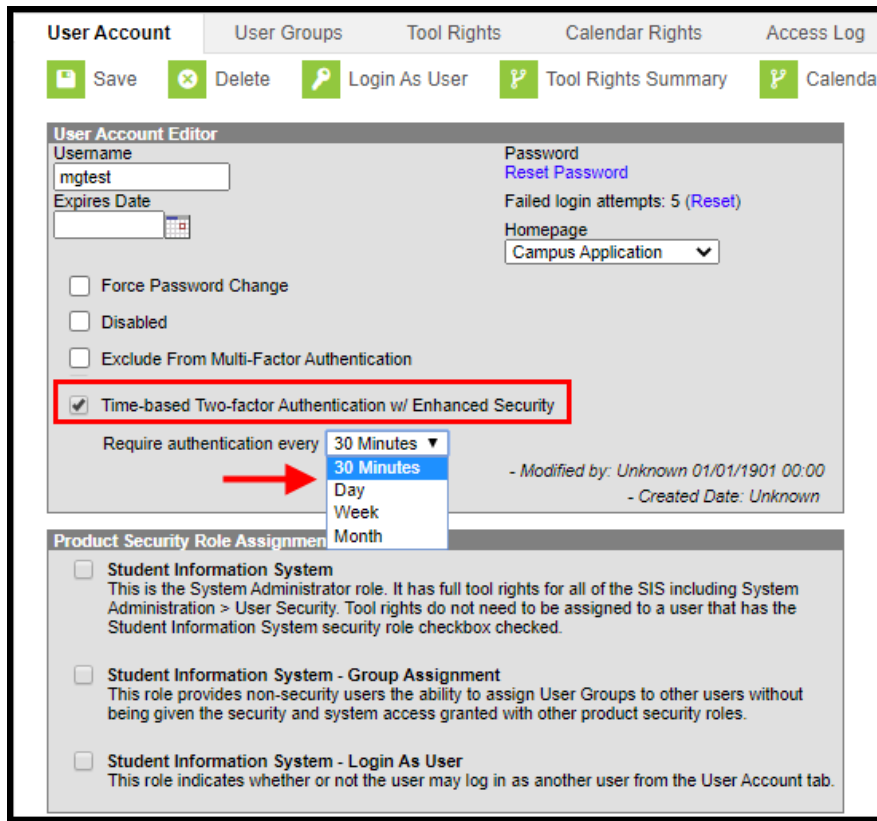 User Account User Groups Tool Rights Calendar Rights Access Log
Save Delete Login As User Tool Rights Summary Calenda
User Account Editor
Username
mgtest
Expires Date
Password
Reset Password
Failed login attempts: 5 (Reset)
Homepage
Campus Application
Force Password Change
Disabled
Exclude From Multi-Factor Authentication
Time-based Two-factor Authentication w/ Enhanced Security
Require authentication every 30 Minutes
30 Minutes
Day
Week
Month
- Modified by: Unknown 01/01/1901 00:00
- Created Date: Unknown
Product Security Role Assignmen
Student Information System
This is the System Administrator role. It has full tool rights for all of the SIS including System
Administration > User Security. Tool rights do not need to be assigned to a user that has the
Student Information System security role checkbox checked.
Student Information System - Group Assignment
This role provides non-security users the ability to assign User Groups to other users without
being given the security and system access granted with other product security roles.
Student Information System - Login As User
This role indicates whether or not the user may log in as another user from the User Account tab.